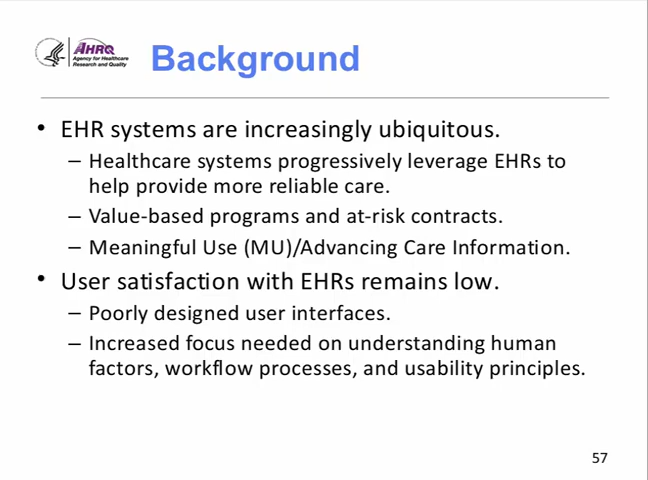 AHRQ
Agency for Healthcare
Research and Quality
Background
• EHR systems are increasingly ubiquitous.
– Healthcare systems progressively leverage EHRs to
help provide more reliable care.
– Value-based programs and at-risk contracts.
– Meaningful Use (MU)/Advancing Care Information.
• User satisfaction with EHRs remains low.
– Poorly designed user interfaces.
– Increased focus needed on understanding human
factors, workflow processes, and usability principles.
57